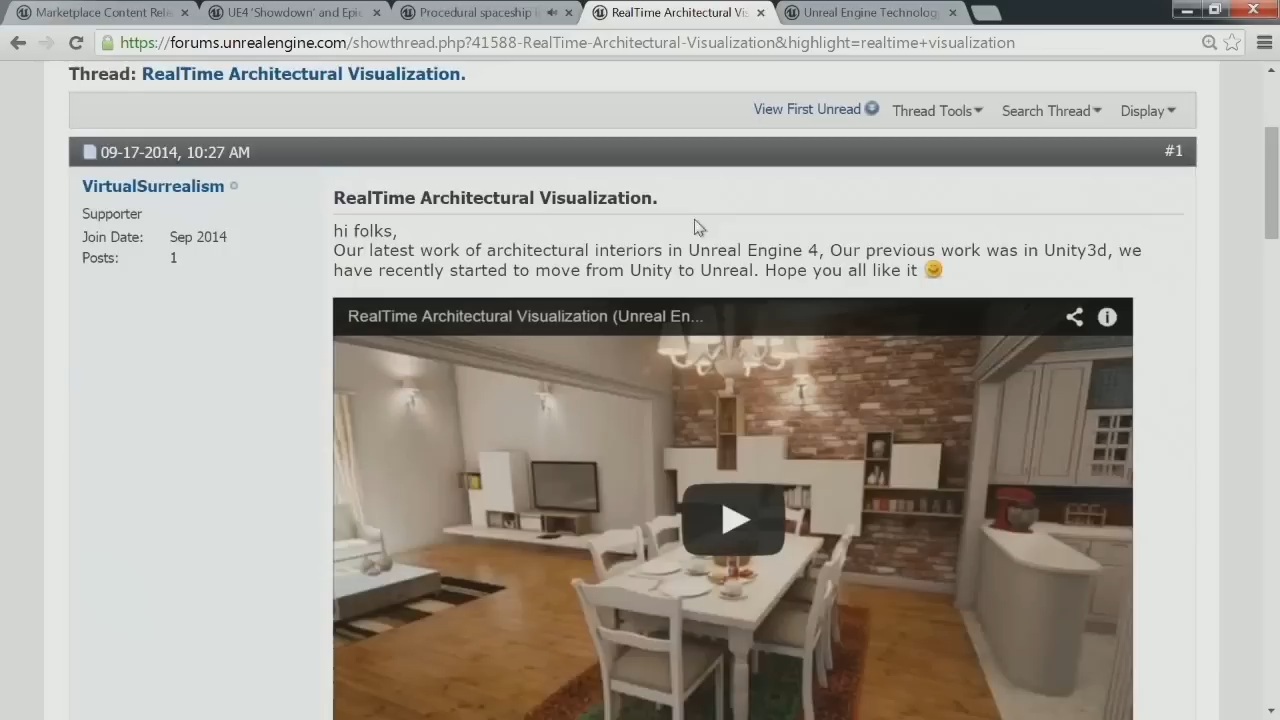 Marketplace Content Rele
UE4 'Showdown' and Epic
Procedural spaceship i
RealTime Architectural Vis
Unreal Engine Technolog
https://forums.unrealengine.com/showthread.php?41588-RealTime-Architectural-Visualization&highlight=realtime+visualization
Thread: RealTime Architectural Visualization.
View First Unread Thread Tools Search Thread Display
09-17-2014, 10:27 AM #1
VirtualSurrealism
Supporter
Join Date: Sep 2014
Posts: 1
RealTime Architectural Visualization.
hi folks,
Our latest work of architectural interiors in Unreal Engine 4, Our previous work was in Unity3d, we
have recently started to move from Unity to Unreal. Hope you all like it
RealTime Architectural Visualization (Unreal En...